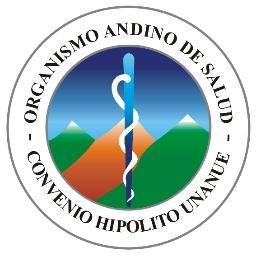 - ORGANISMO ANDINO DE SALUD -
CONVENIO HIPOLITO UNANUE